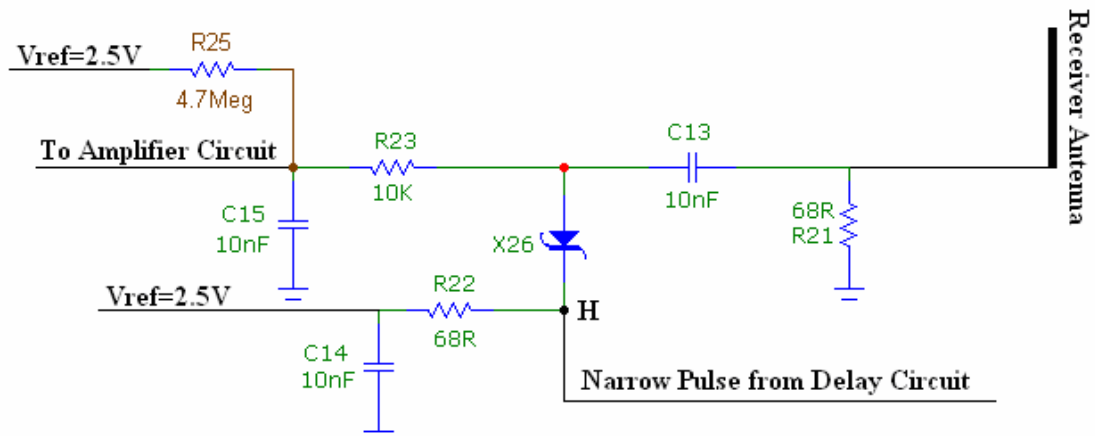 Vref=2.5V
R25
4.7Meg
To Amplifier Circuit
R23
10K
C13
10nF
Receiver Antenna
C15
10nF
X26
68R
R21
Vref=2.5V
R22
68R
H
C14
10nF
Narrow Pulse from Delay Circuit